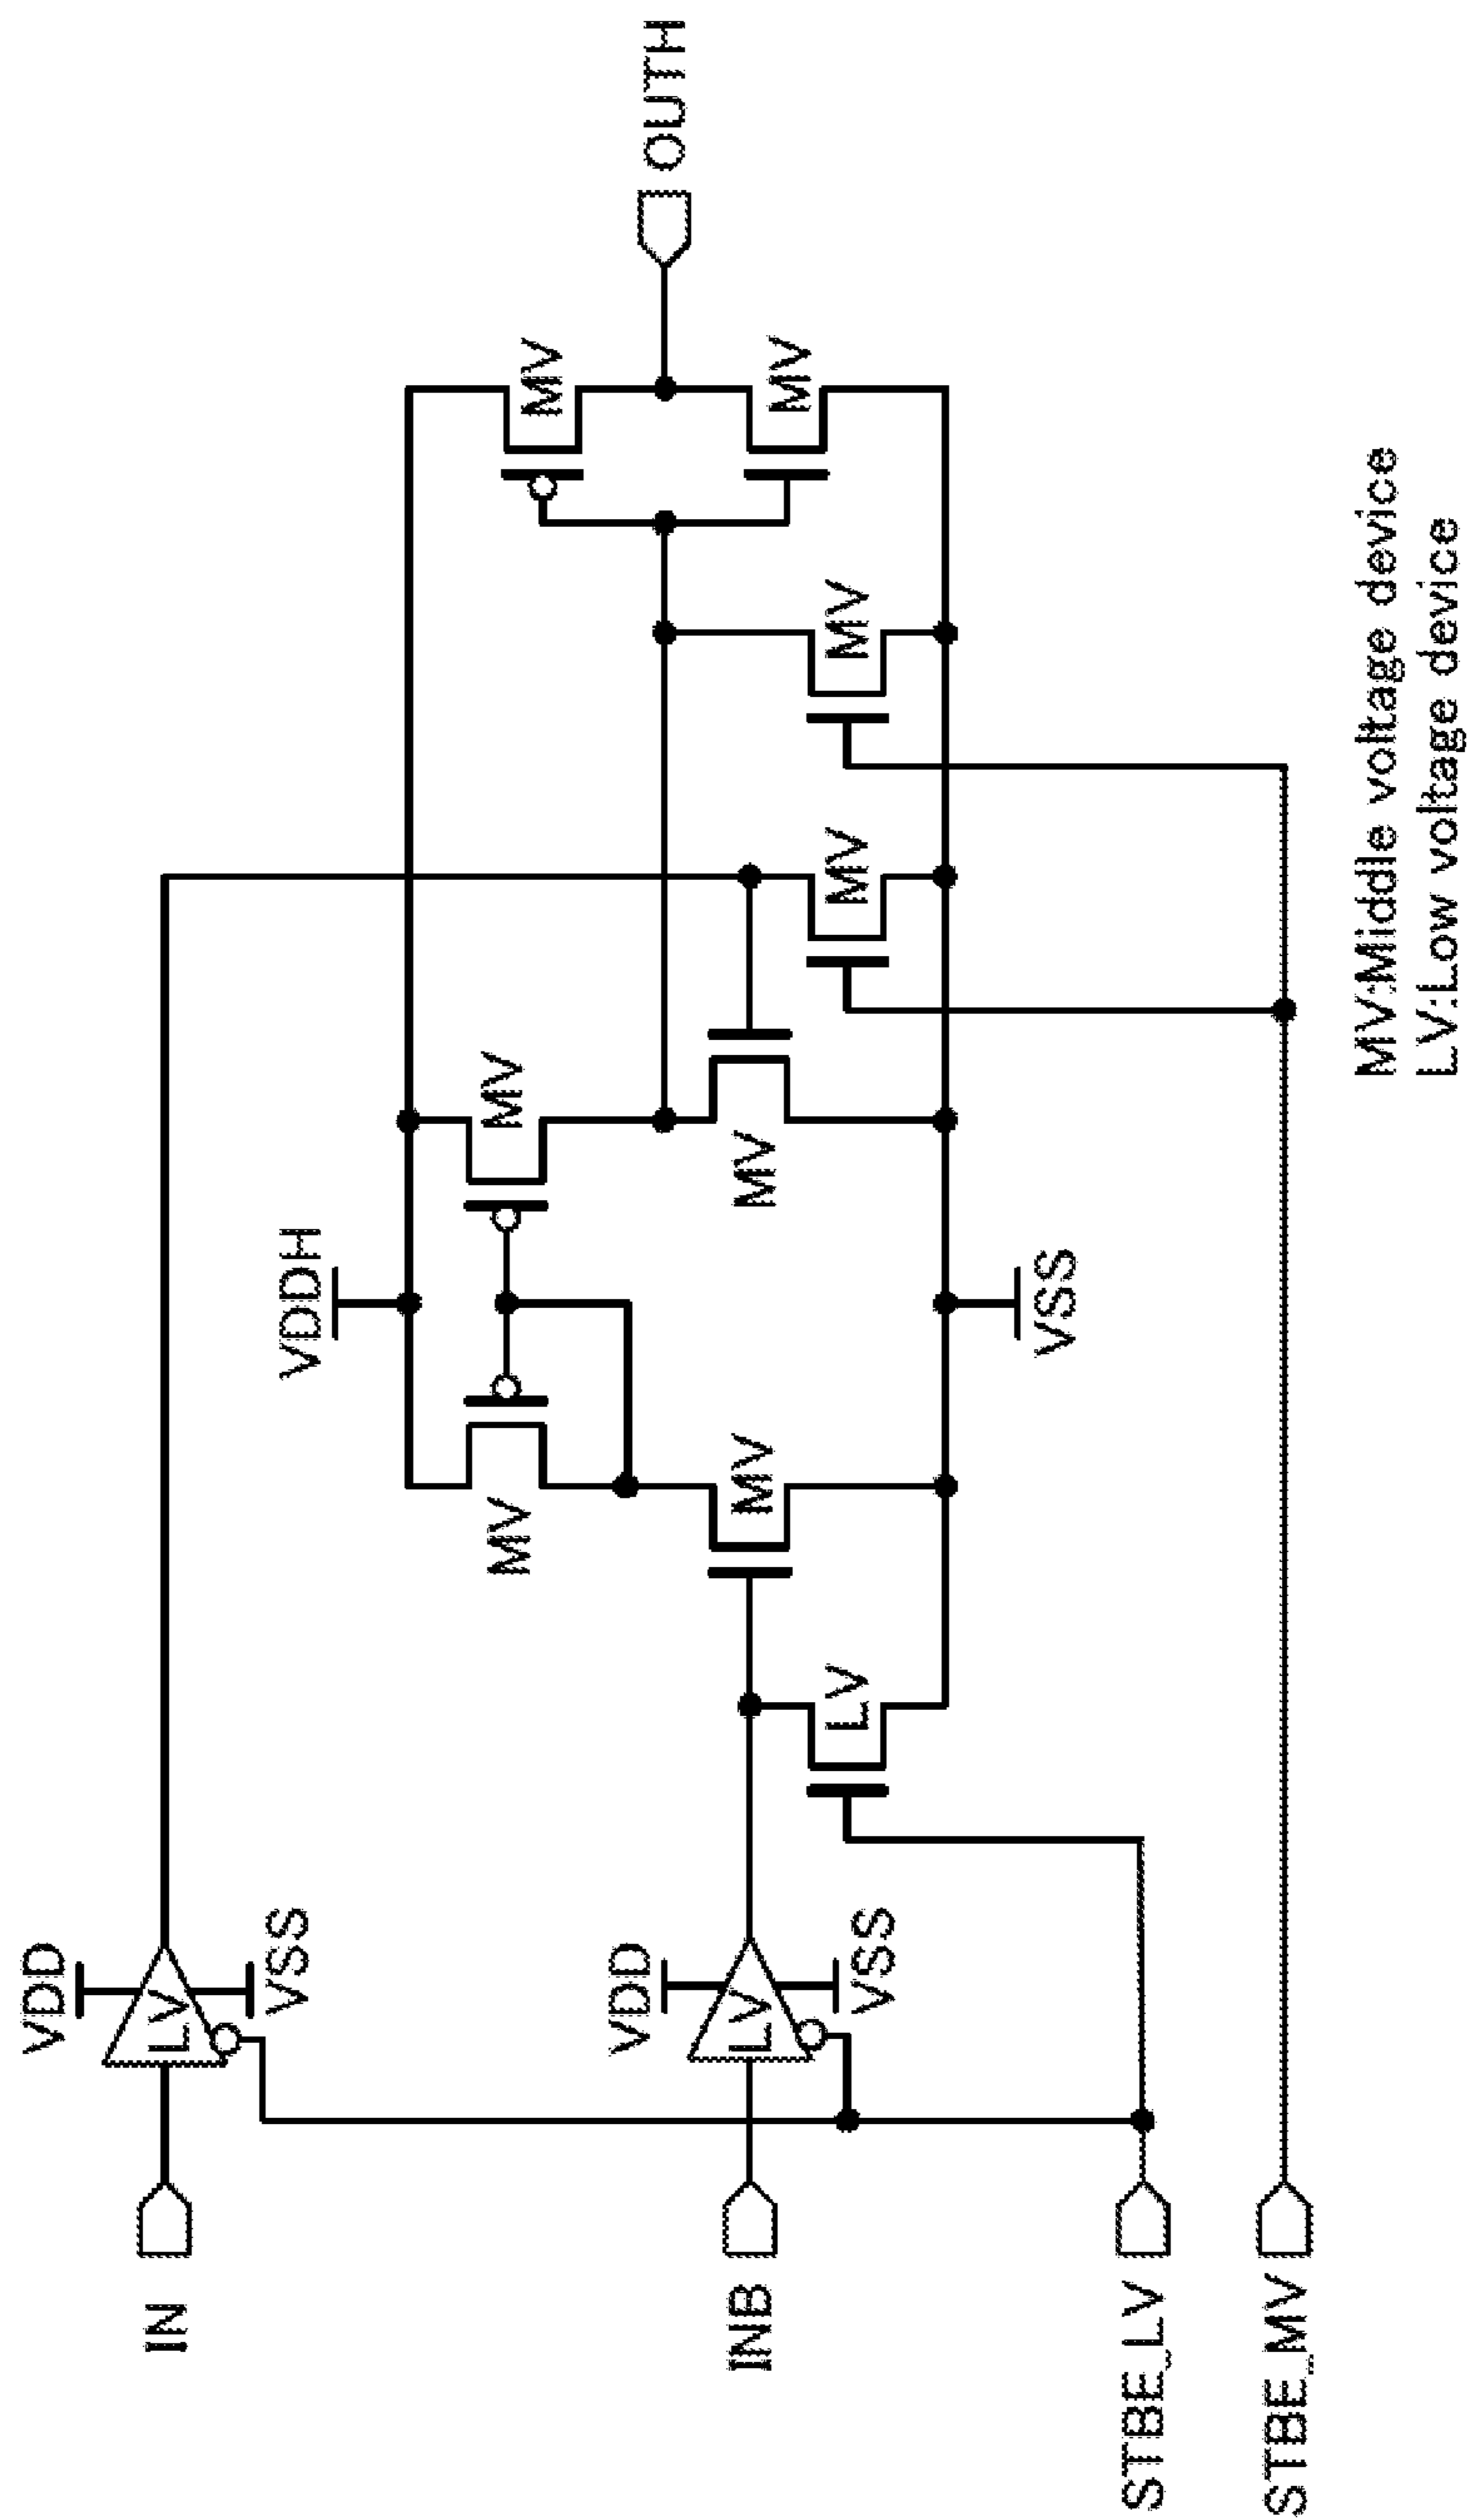 VDD
IN
LV
VSS
VDDH
MV
MV
MV
OUTH
VDD
INB
LV
VSS
MV
MV
MV
LV
MV
MV
VSS
STBE_LV
STBE_MV
MV:Middle voltage device
LV:Low voltage device